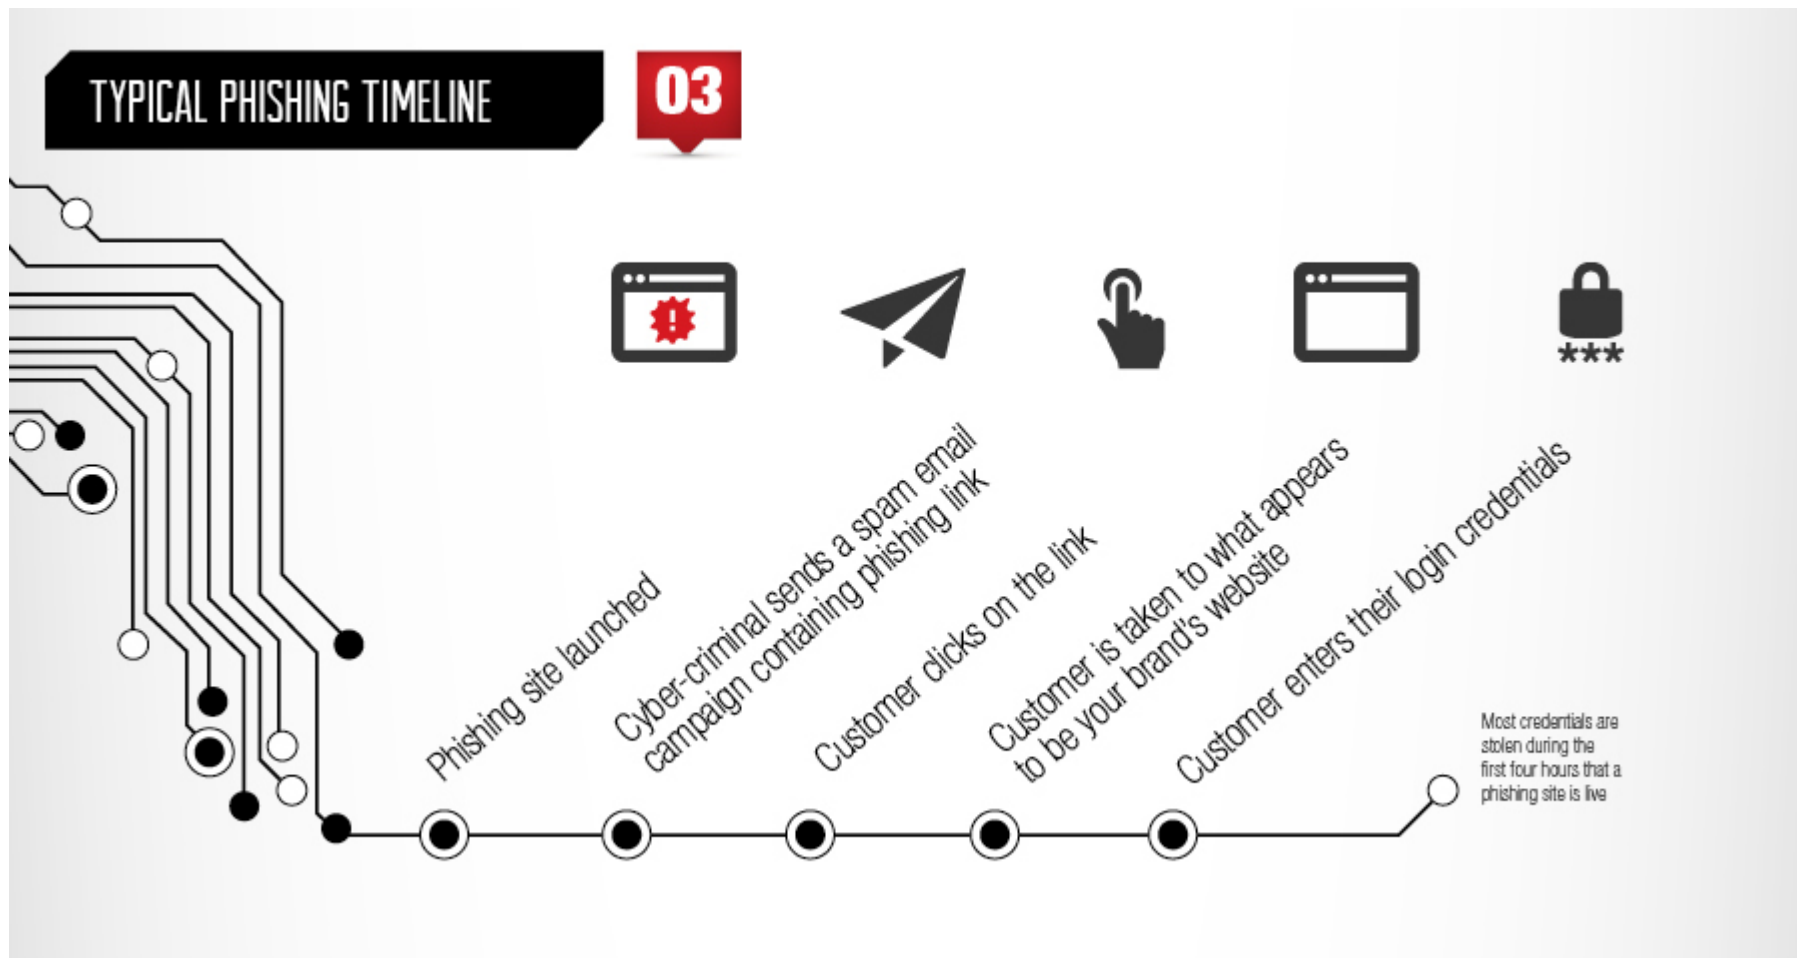 TYPICAL PHISHING TIMELINE
03
***
Phishing site launched
Cyber-criminal sends a spam email
campaign containing phishing link
Customer clicks on the link
Customer is taken to what appears
to be your brand's website
Customer enters their login credentials
Most credentials are
stolen during the
first four hours that a
phishing site is live